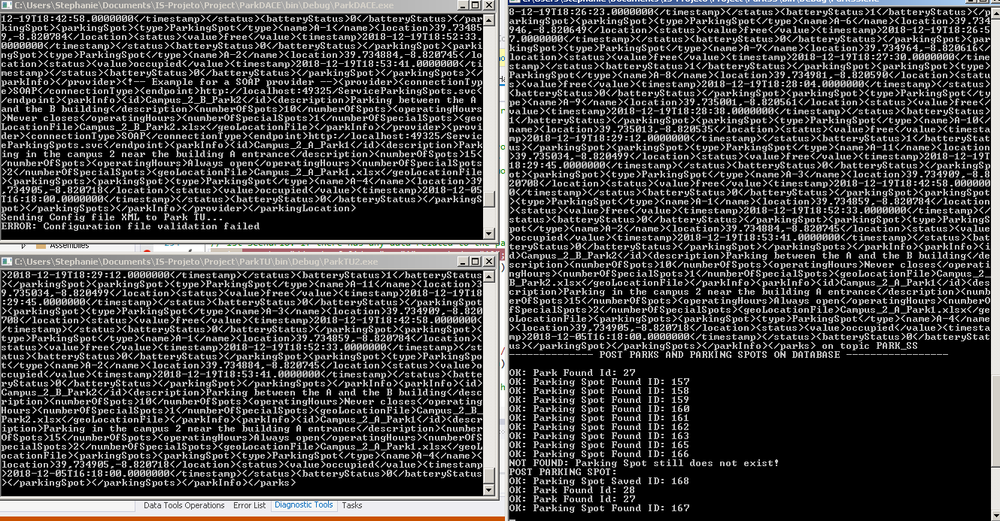 C:\Users\Stephanie\Documents\IS-Projeto\Project\ParkDACE\bin\Debug\ParkDACE.exe
12-19T18:42:58.0000000</timestamp></status><batteryStatus>0</batteryStatus></par
kingSpot><parkingSpot><type>ParkingSpot</type><name>A-1</name><location>39.73485
9,-8.820784</location><status><value>free</value><timestamp>2018-12-19T18:52:33.
0000000</timestamp></status><batteryStatus>0</batteryStatus></parkingSpot><parki
ngSpot><type>ParkingSpot</type><name>A-2</name><location>39.734884,-8.820745</lo
cation><status><value>occupied</value><timestamp>2018-12-19T18:53:41.0000000</ti
mestamp></status><batteryStatus>0</batteryStatus></parkingSpot></parkingSpots></
parkInfo></provider><!-- Example for a SOAP provider --><provider><connectionTyp
e>SOAP</connectionType><endpoint>http://localhost:49325/ServiceParkingSpots.svc<
/endpoint><parkInfo><id>Campus_2_B_Park2</id><description>Parking between the A
and the B building</description><numberOfSpots>10</numberOfSpots><operatingHours
>Never closes</operatingHours><numberOfSpecialSpots>1</numberOfSpecialSpots><geo
LocationFile>Campus_2_B_Park2.xlsx</geoLocationFile></parkInfo></provider><provi
der><connectionType>SOAP</connectionType><endpoint>http://localhost:49325/Servic
eParkingSpots.svc</endpoint><parkInfo><id>Campus_2_A_Park1</id><description>Park
ing in the campus 2 near the building A entrance</description><numberOfSpots>15<
/numberOfSpots><operatingHours>Always open</operatingHours><numberOfSpecialSpots
>2</numberOfSpecialSpots><geoLocationFile>Campus_2_A_Park1.xlsx</geoLocationFile
><parkingSpots><parkingSpot><type>ParkingSpot</type><name>A-4</name><location>39
,734905,-8.820718</location><status><value>occupied</value><timestamp>2018-12-05
T16:18:00.0000000</timestamp></status><batteryStatus>0</batteryStatus></parkingS
pot></parkingSpots></parkInfo></provider></parkingLocation>
Sending Config file XML to Park TU...
ERROR: Configuration file validation failed
Assemblies
C:\Users\Stephanie\Documents\IS-Projeto\Project\ParkTU\bin\Debug\ParkTU2.exe
>2018-12-19T18:29:12.0000000</timestamp></status><batteryStatus>1</batteryStatus
></parkingSpot><parkingSpot><type>ParkingSpot</type><name>A-11</name><location>3
9.735034,-8.820499</location><status><value>free</value><timestamp>2018-12-19T18
:29:45.0000000</timestamp></status><batteryStatus>0</batteryStatus></parkingSpot
><parkingSpot><type>ParkingSpot</type><name>A-3</name><location>39.734909,-8.820
708</location><status><value>free</value><timestamp>2018-12-19T18:42:58.0000000<
/timestamp></status><batteryStatus>0</batteryStatus></parkingSpot><parkingSpot><
type>ParkingSpot</type><name>A-1</name><location>39.734859,-8.820784</location><
status><value>free</value><timestamp>2018-12-19T18:52:33.0000000</timestamp></st
atus><batteryStatus>0</batteryStatus></parkingSpot><parkingSpot><type>ParkingSpo
t</type><name>A-2</name><location>39.734884,-8.820745</location><status><value>o
ccupied</value><timestamp>2018-12-19T18:53:41.0000000</timestamp></status><batte
ryStatus>0</batteryStatus></parkingSpot></parkingSpots></parkInfo><parkInfo><id>
Campus_2_B_Park2</id><description>Parking between the A and the B building</desc
ription><numberOfSpots>10</numberOfSpots><operatingHours>Never closes</operating
Hours><numberOfSpecialSpots>1</numberOfSpecialSpots><geoLocationFile>Campus_2_B_
Park2.xlsx</geoLocationFile></parkInfo><parkInfo><id>Campus_2_A_Park1</id><descr
iption>Parking in the campus 2 near the building A entrance</description><number
OfSpots>15</numberOfSpots><operatingHours>Always open</operatingHours><numberOfS
pecialSpots>2</numberOfSpecialSpots><geoLocationFile>Campus_2_A_Park1.xlsx</geoL
ocationFile><parkingSpots><parkingSpot><type>ParkingSpot</type><name>A-4</name><
location>39,734905,-8.820718</location><status><value>occupied</value><timestamp
>2018-12-05T16:18:00.0000000</timestamp></status><batteryStatus>0</batteryStatus
></parkingSpot></parkingSpots></parkInfo></parks>
Data Tools Operations Error List Diagnostic Tools Tasks
8-12-19T18:26:23.0000000</timestamp></status><batteryStatus>1</batteryStatus></p
arkingSpot><parkingSpot><type>ParkingSpot</type><name>A-6</name><location>39.734
946,-8.820649</location><status><value>free</value><timestamp>2018-12-19T18:26:5
7.0000000</timestamp></status><batteryStatus>0</batteryStatus></parkingSpot><par
kingSpot><type>ParkingSpot</type><name>A-7</name><location>39.734964,-8.820616</
location><status><value>free</value><timestamp>2018-12-19T18:27:30.0000000</time
stamp></status><batteryStatus>1</batteryStatus></parkingSpot><parkingSpot><type>
ParkingSpot</type><name>A-8</name><location>39.734981,-8.820590</location><statu
s><value>free</value><timestamp>2018-12-19T18:28:04.0000000</timestamp></status>
<batteryStatus>0</batteryStatus></parkingSpot><parkingSpot><type>ParkingSpot</ty
pe><name>A-9</name><location>39.735001,-8.820561</location><status><value>free</
value><timestamp>2018-12-19T18:28:38.0000000</timestamp></status><batteryStatus>
1</batteryStatus></parkingSpot><parkingSpot><type>ParkingSpot</type><name>A-10</
name><location>39.735013,-8.820535</location><status><value>free</value><timesta
mp>2018-12-19T18:29:12.0000000</timestamp></status><batteryStatus>1</batteryStat
us></parkingSpot><parkingSpot><type>ParkingSpot</type><name>A-11</name><location
>39.735034,-8.820499</location><status><value>free</value><timestamp>2018-12-19T
18:29:45.0000000</timestamp></status><batteryStatus>0</batteryStatus></parkingSp
ot><parkingSpot><type>ParkingSpot</type><name>A-3</name><location>39.734909,-8.8
20708</location><status><value>free</value><timestamp>2018-12-19T18:42:58.000000
0</timestamp></status><batteryStatus>0</batteryStatus></parkingSpot><parkingSpot
><type>ParkingSpot</type><name>A-1</name><location>39.734859,-8.820784</location
><status><value>free</value><timestamp>2018-12-19T18:52:33.0000000</timestamp></
status><batteryStatus>0</batteryStatus></parkingSpot><parkingSpot><type>ParkingS
pot</type><name>A-2</name><location>39.734884,-8.820745</location><status><value
>occupied</value><timestamp>2018-12-19T18:53:41.0000000</timestamp></status><bat
teryStatus>0</batteryStatus></parkingSpot></parkingSpots></parkInfo><parkInfo><i
d>Campus_2_B_Park2</id><description>Parking between the A and the B building</de
scription><numberOfSpots>10</numberOfSpots><operatingHours>Never closes</operati
ngHours><numberOfSpecialSpots>1</numberOfSpecialSpots><geoLocationFile>Campus_2_
B_Park2.xlsx</geoLocationFile></parkInfo><parkInfo><id>Campus_2_A_Park1</id><des
cription>Parking in the campus 2 near the building A entrance</description><numb
erOfSpots>15</numberOfSpots><operatingHours>Always open</operatingHours><numberO
fSpecialSpots>2</numberOfSpecialSpots><geoLocationFile>Campus_2_A_Park1.xlsx</ge
oLocationFile><parkingSpots><parkingSpot><type>ParkingSpot</type><name>A-4</name
><location>39,734905,-8.820718</location><status><value>occupied</value><timesta
mp>2018-12-05T16:18:00.0000000</timestamp></status><batteryStatus>0</batteryStat
us></parkingSpot></parkingSpots></parkInfo></parks> on topic PARK_SS
--------------- POST PARKS AND PARKING SPOTS ON DATABASE -----------------
OK: Park Found Id: 27
OK: Parking Spot Found ID: 157
OK: Parking Spot Found ID: 158
OK: Parking Spot Found ID: 159
OK: Parking Spot Found ID: 160
OK: Parking Spot Found ID: 161
OK: Parking Spot Found ID: 162
OK: Parking Spot Found ID: 163
OK: Parking Spot Found ID: 165
OK: Parking Spot Found ID: 166
NOT FOUND: Parking Spot still does not exist!
POST PARKING SPOT:
OK: Parking Spot Saved ID: 168
OK: Park Found Id: 28
OK: Park Found Id: 27
OK: Parking Spot Found ID: 167